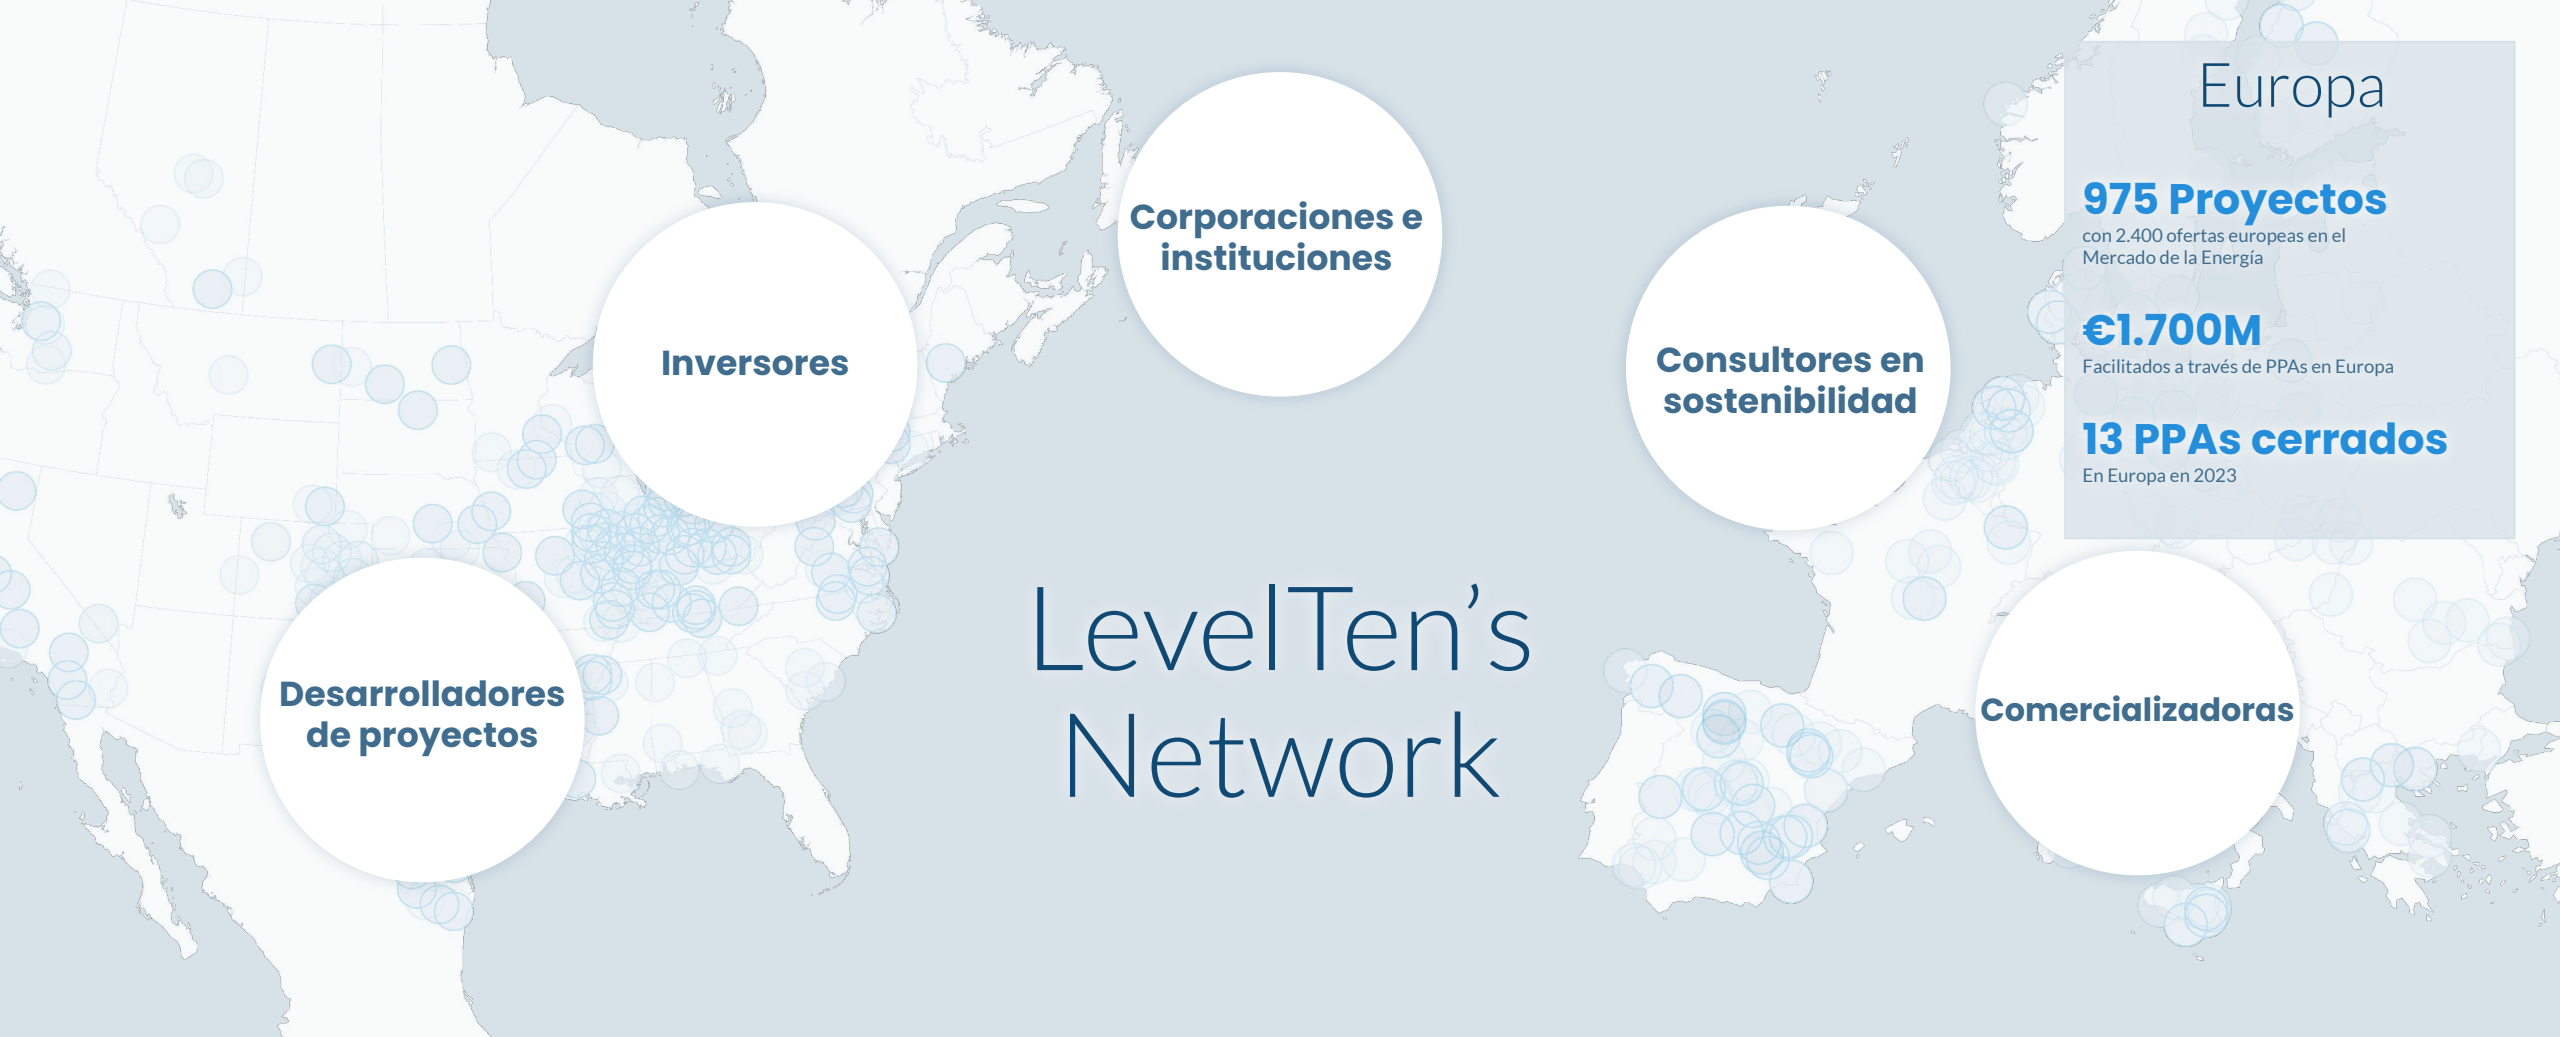 Europa
975 Proyectos
con 2.400 ofertas europeas en el
Mercado de la Energía
€1.700M
Facilitados a través de PPAs en Europa
13 PPAs cerrados
En Europa en 2023
Corporaciones e
instituciones
Inversores
Consultores en
sostenibilidad
Desarrolladores
de proyectos
Comercializadoras
LevelTen’s
Network